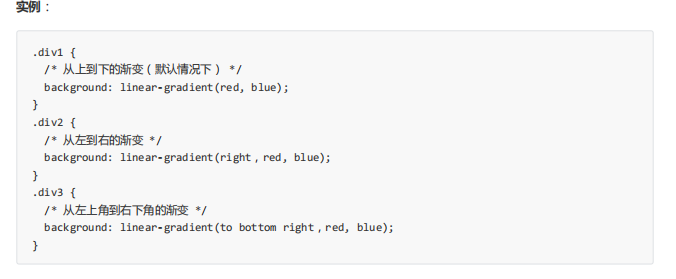 实例：
.div1 {
/* 从上到下的渐变（默认情况下） */
background: linear-gradient(red, blue);
}
.div2 {
/* 从左到右的渐变 */
background: linear-gradient(right，red, blue);
}
.div3 {
/* 从左上角到右下角的渐变 */
background: linear-gradient(to bottom right，red, blue);
}